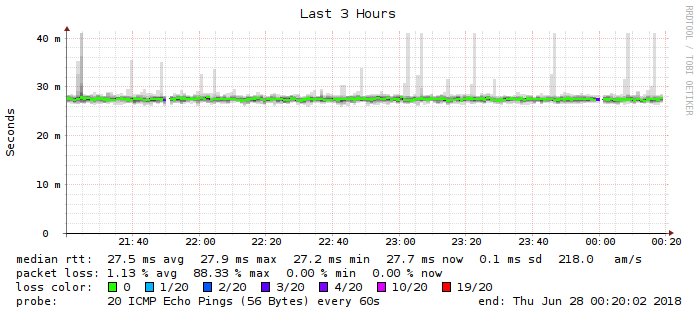 Last 3 Hours
RRDTOOL / TOBI OETIKER
Seconds
40 m
30 m
20 m
10 m
0
21:40 22:00 22:20 22:40 23:00 23:20 23:40 00:00 00:20
median rtt: 27.5 ms avg 27.9 ms max 27.2 ms min 27.7 ms now 0.1 ms sd 218.0 am/s
packet loss: 1.13 % avg 88.33 % max 0.00 % min 0.00 % now
loss color: 0 1/20 2/20 3/20 4/20 10/20 19/20
probe: 20 ICMP Echo Pings (56 Bytes) every 60s end: Thu Jun 28 00:20:02 2018